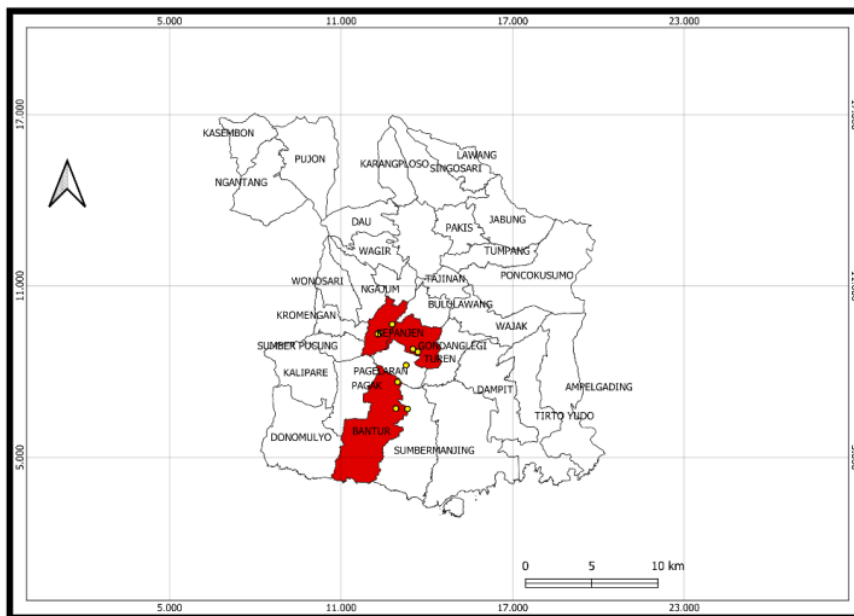 5.000 11.000 17.000 23.000
17.000
KASEMBON
PUJON
NGANTANG
KARANGPLOSO
LAWANG
SINGOSARI
DAU
PAKIS
JABUNG
WAGIR
TUMPANG
WONOSARI
NGAJUM
TAJINAN
PONCOKUSUMO
11.000
KROMENGAN
BULULAWANG
SUMBER PUCUNG
KEPANJEN
GONDANGLEGI
WAJAK
TUREN
KALIPARE
PAGELARAN
PAGAK
DAMPIT
AMPELGADING
TIRTO YUDO
DONOMULYO
BANTUR
SUMBERMANJING
5.000
0 5 10 km
5.000 11.000 17.000 23.000